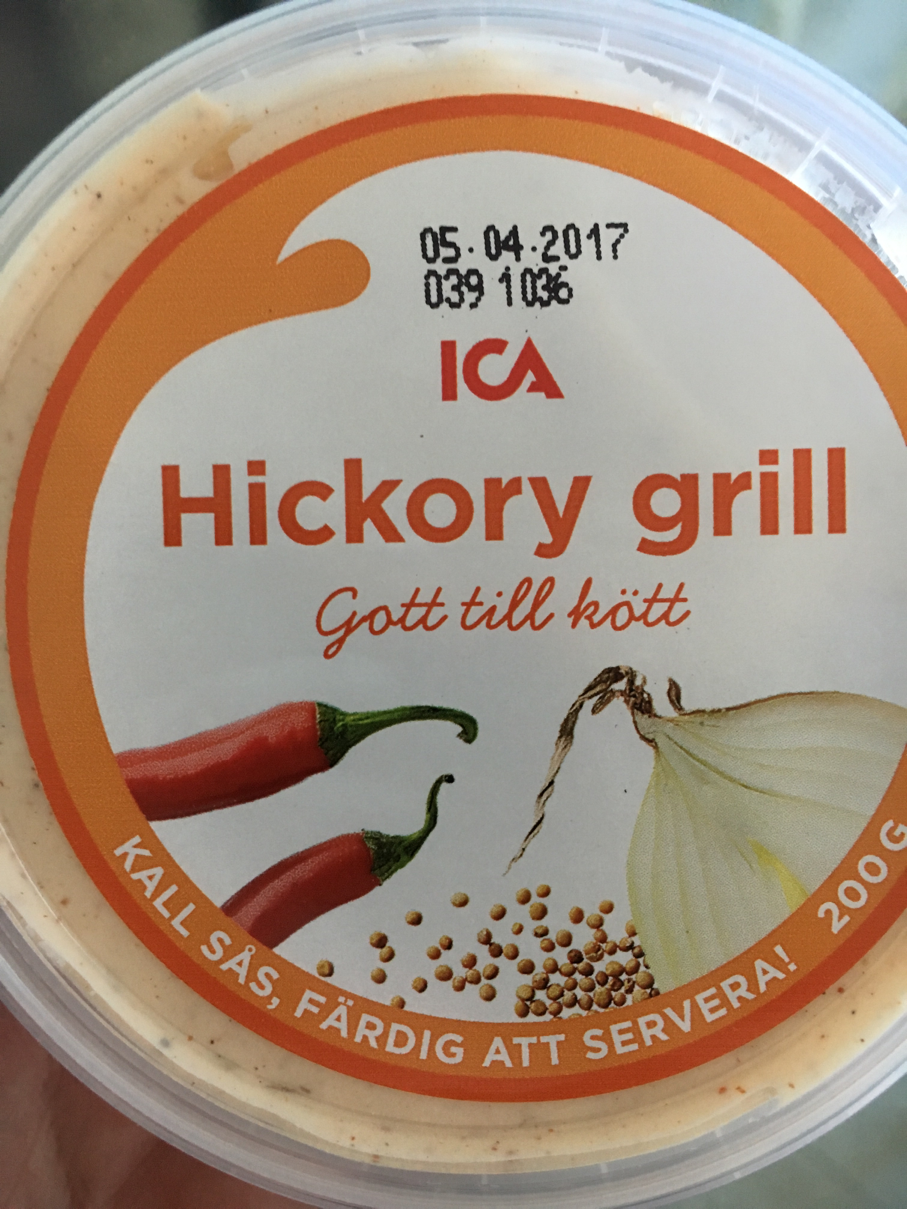 05.04.2017
039 1036
ICA
Hickory grill
Gott till kött
KALL SÅS, FÄRDIG ATT SERVERA! 200 G